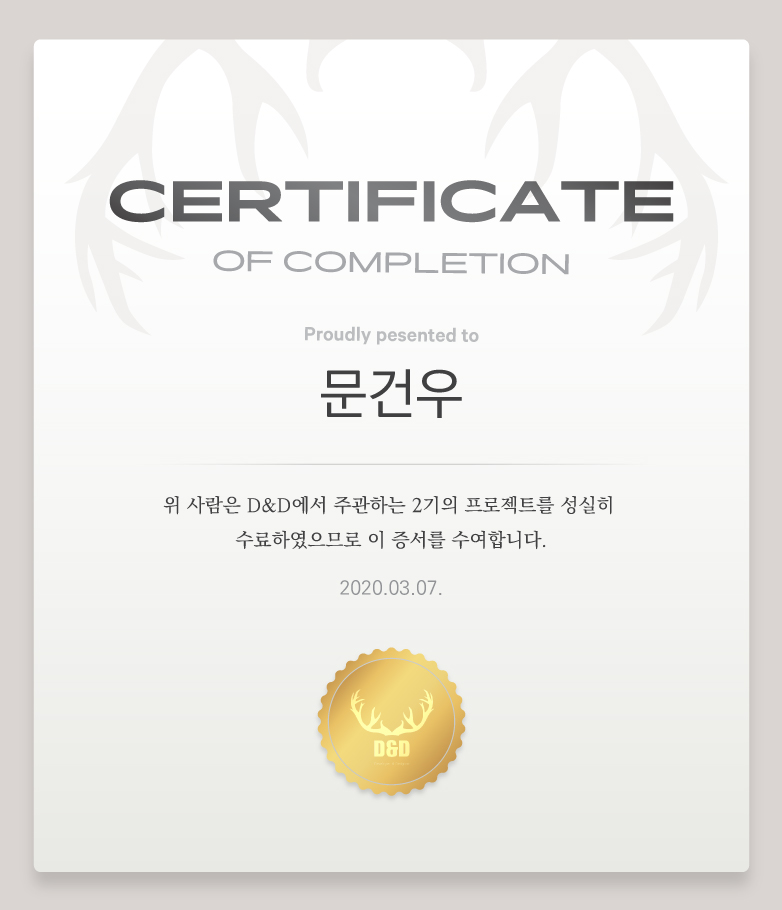 CERTIFICATE
OF COMPLETION
Proudly pesented to
문건우
위 사람은 D&D에서 주관하는 2기의 프로젝트를 성실히
수료하였으므로 이 증서를 수여합니다.
2020.03.07.
D&D